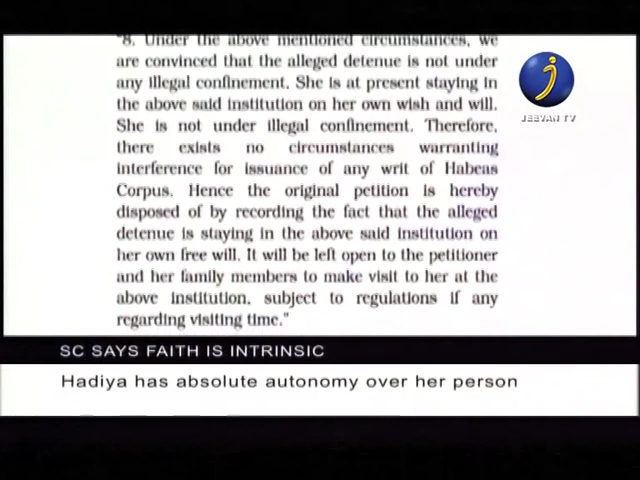 "8. Under the above mentioned circumstances, we
are convinced that the alleged detenue is not under
any illegal confinement. She is at present staying in
the above said institution on her own wish and will.
She is not under illegal confinement. Therefore,
there exists no circumstances warranting
interference for issuance of any writ of Habeas
Corpus. Hence the original petition is hereby
disposed of by recording the fact that the alleged
detenue is staying in the above said institution on
her own free will. It will be left open to the petitioner
and her family members to make visit to her at the
above institution, subject to regulations if any
regarding visiting time."
JEEVAN TV
SC SAYS FAITH IS INTRINSIC
Hadiya has absolute autonomy over her person